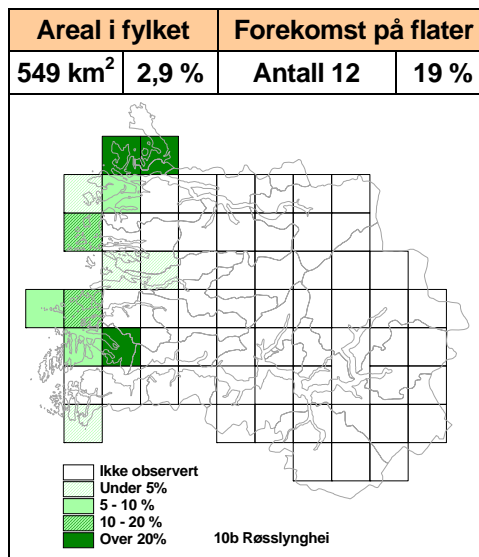 Areal i fylket Forekomst på flater
549 km² 2,9 % Antall 12 19 %
Ikke observert
Under 5%
5 - 10 %
10 - 20 %
Over 20% 10b Røsslynghei